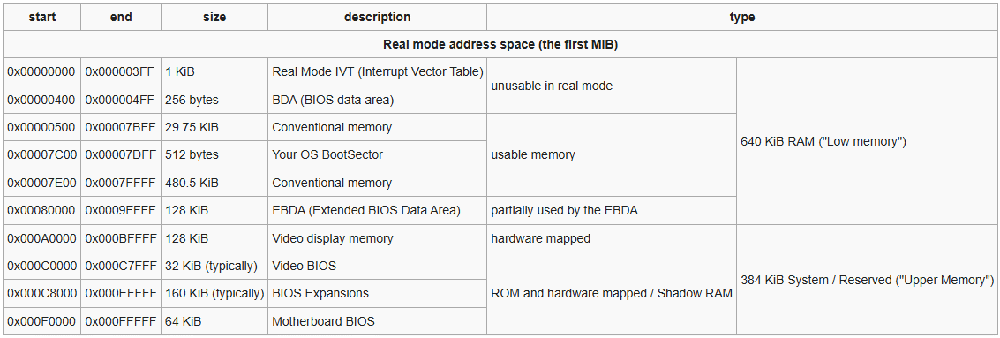 start end size description type
Real mode address space (the first MiB)
0x00000000 0x000003FF 1 KiB Real Mode IVT (Interrupt Vector Table) unusable in real mode 640 KiB RAM ("Low memory")
0x00000400 0x000004FF 256 bytes BDA (BIOS data area)
0x00000500 0x00007BFF 29.75 KiB Conventional memory usable memory
0x00007C00 0x00007DFF 512 bytes Your OS BootSector
0x00007E00 0x0007FFFF 480.5 KiB Conventional memory
0x00080000 0x0009FFFF 128 KiB EBDA (Extended BIOS Data Area) partially used by the EBDA
0x000A0000 0x000BFFFF 128 KiB Video display memory hardware mapped 384 KiB System / Reserved ("Upper Memory")
0x000C0000 0x000C7FFF 32 KiB (typically) Video BIOS ROM and hardware mapped / Shadow RAM
0x000C8000 0x000EFFFF 160 KiB (typically) BIOS Expansions
0x000F0000 0x000FFFFF 64 KiB Motherboard BIOS